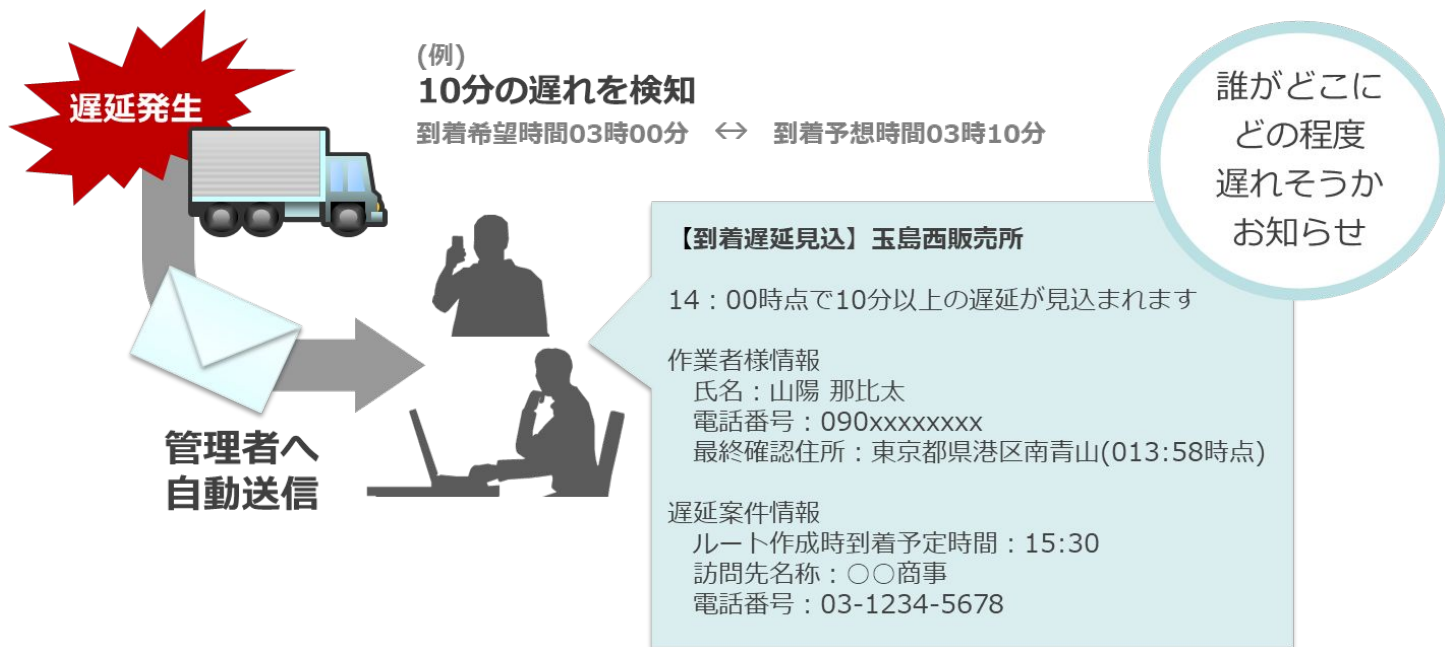 遅延発生
(例)
10分の遅れを検知
到着希望時間03時00分 ↔ 到着予想時間03時10分
誰がどこに
どの程度
遅れそうか
お知らせ
管理者へ
自動送信
【到着遅延見込】玉島西販売所
14：00時点で10分以上の遅延が見込まれます
作業者様情報
氏名：山陽 那比太
電話番号：090xxxxxxxx
最終確認住所：東京都県港区南青山(013:58時点)
遅延案件情報
ルート作成時到着予定時間：15:30
訪問先名称：○○商事
電話番号：03-1234-5678